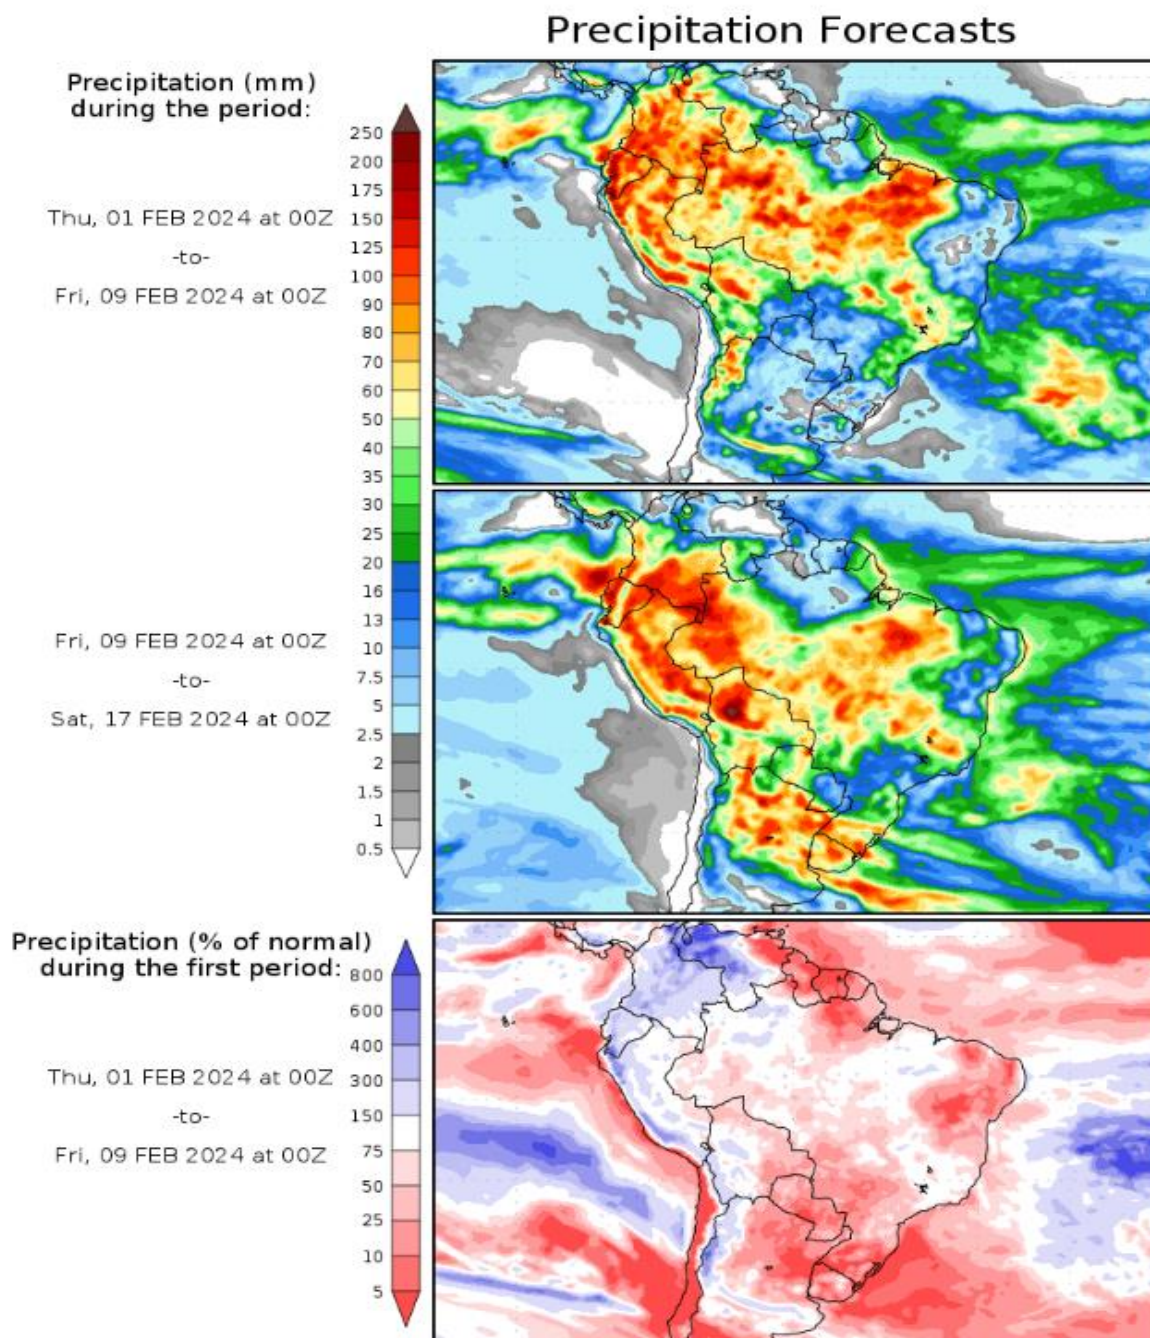 Precipitation Forecasts
Precipitation (mm)
during the period:
250
200
175
150
125
100
90
80
70
60
50
40
35
30
25
20
16
13
10
7.5
5
2.5
2
1.5
1
0.5
Thu, 01 FEB 2024 at 00Z
-to-
Fri, 09 FEB 2024 at 00Z
Fri, 09 FEB 2024 at 00Z
-to-
Sat, 17 FEB 2024 at 00Z
Precipitation (% of normal)
during the first period:
800
600
400
300
150
75
50
25
10
5
Thu, 01 FEB 2024 at 00Z
-to-
Fri, 09 FEB 2024 at 00Z